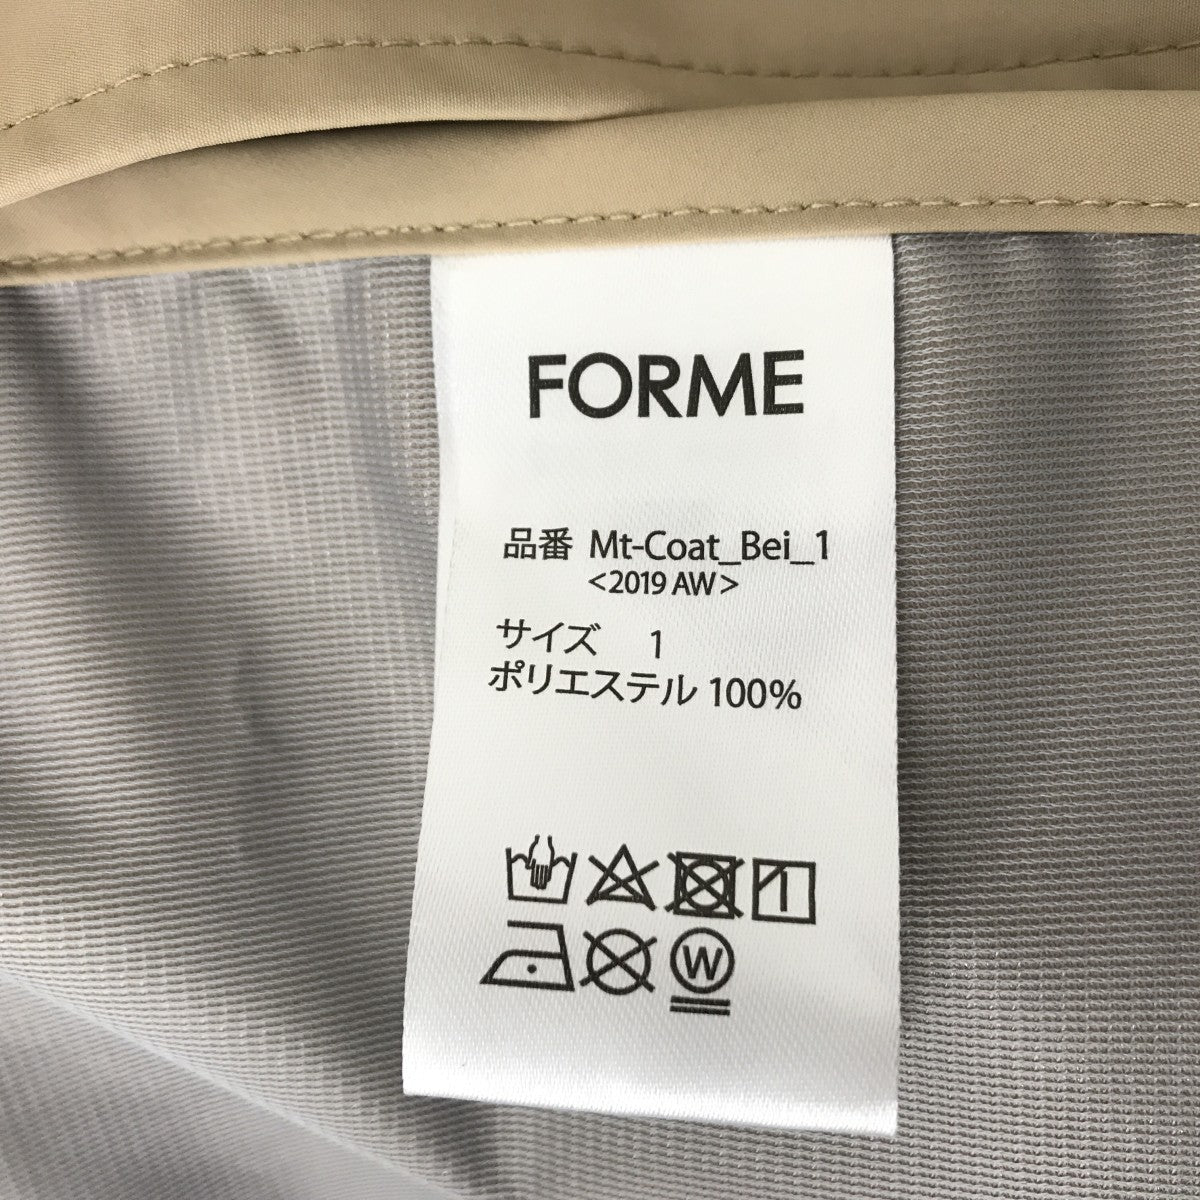 FORME
品番 Mt-Coat_Bei_1
<2019 AW>
サイズ 1
ポリエステル 100%
W